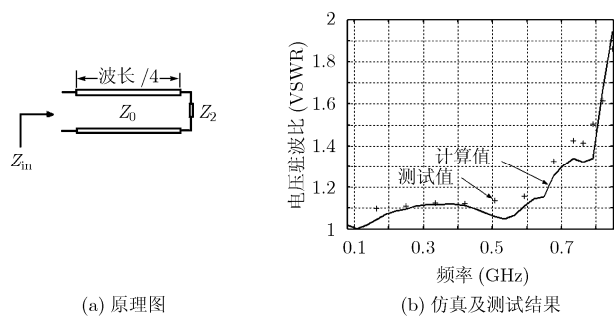 波长 /4
Z0
Z2
Zin
(a) 原理图
电压驻波比 (VSWR)
2
1.8
1.6
1.4
1.2
1
计算值
测试值
0.1
0.3
0.5
0.7
频率 (GHz)
(b) 仿真及测试结果